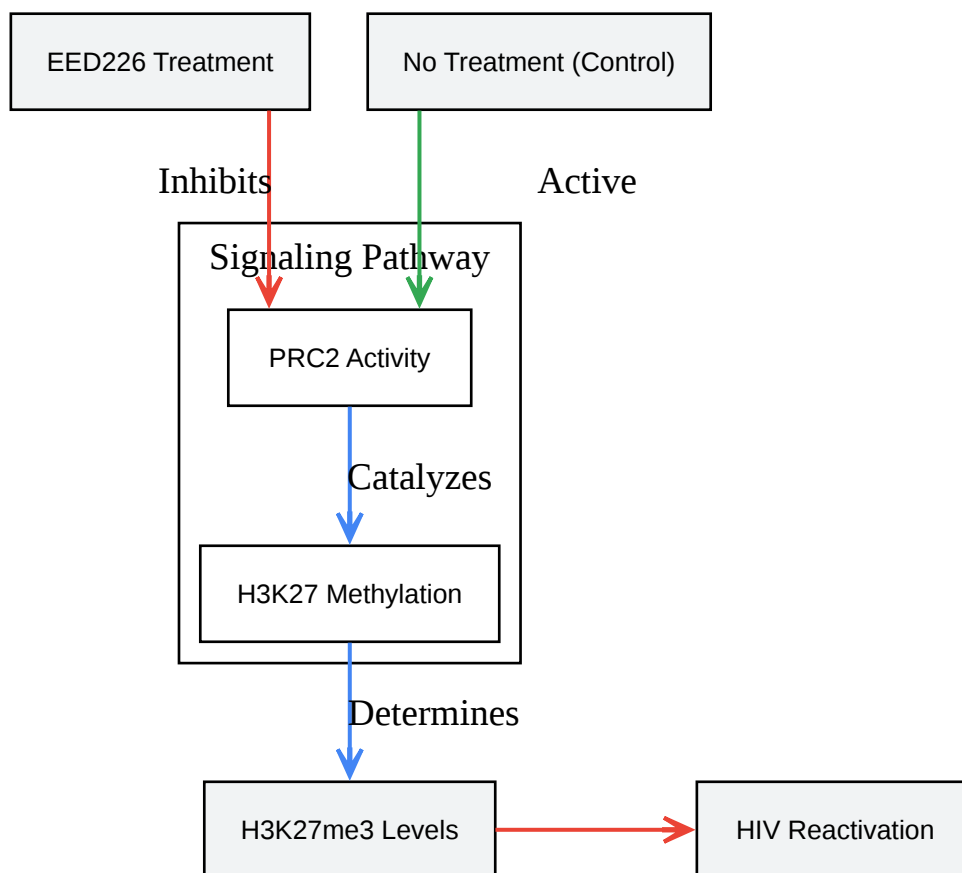 EED226 Treatment
No Treatment (Control)
Inhibits
Active
Signaling Pathway
PRC2 Activity
Catalyzes
H3K27 Methylation
Determines
H3K27me3 Levels
HIV Reactivation